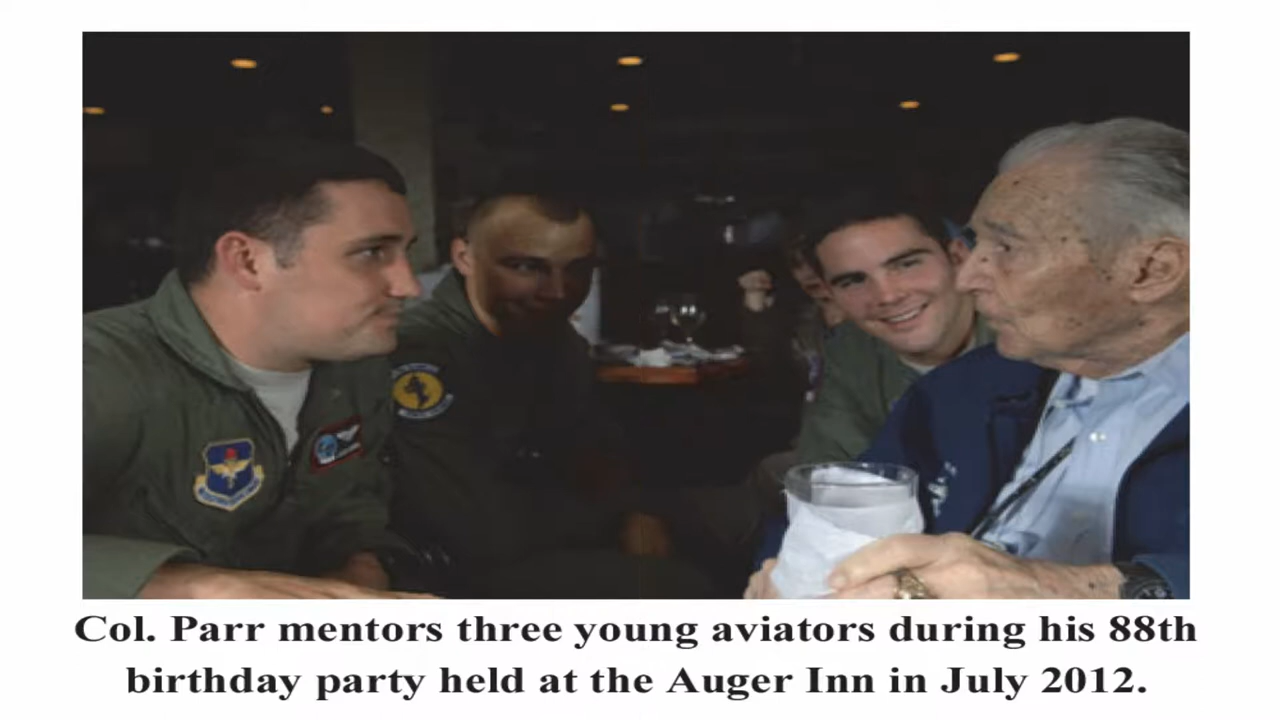 Col. Parr mentors three young aviators during his 88th
birthday party held at the Auger Inn in July 2012.